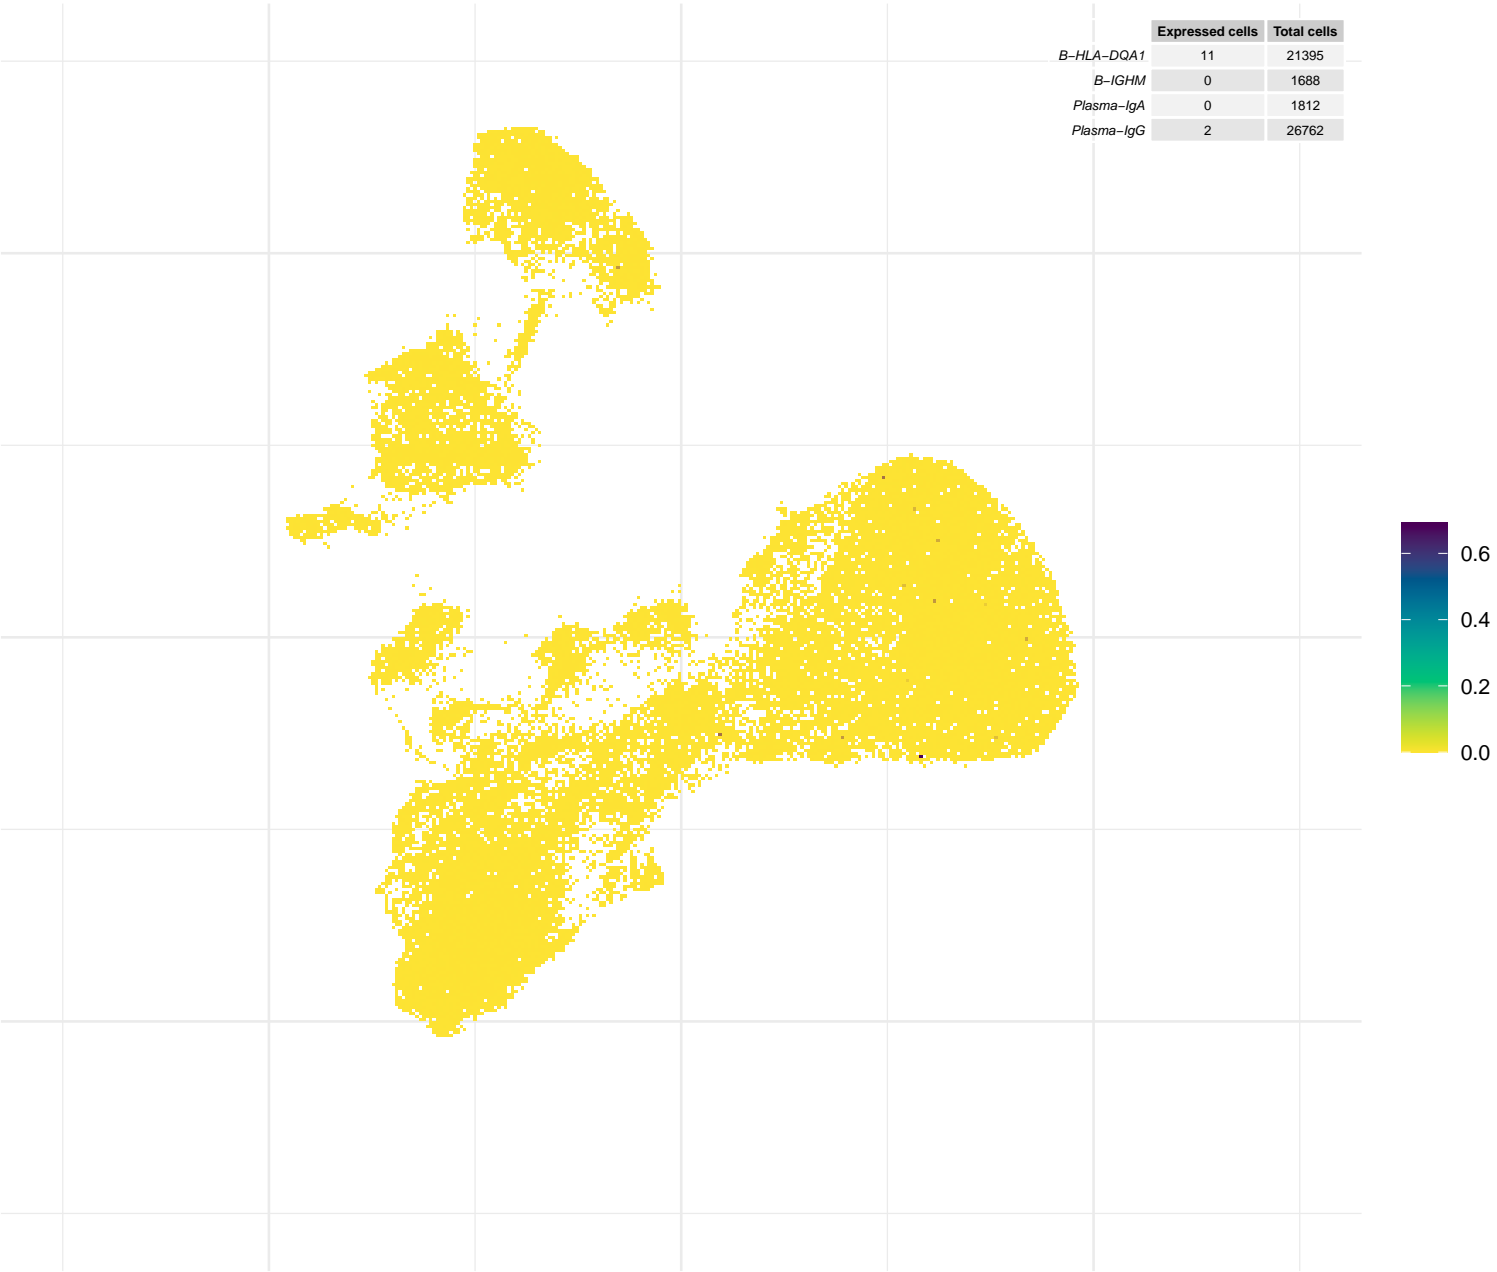 Expressed cells Total cells
B−HLA−DQA1 11 21395
B−IGHM 0 1688
Plasma−IgA 0 1812
Plasma−IgG 2 26762
0.6
0.4
0.2
0.0